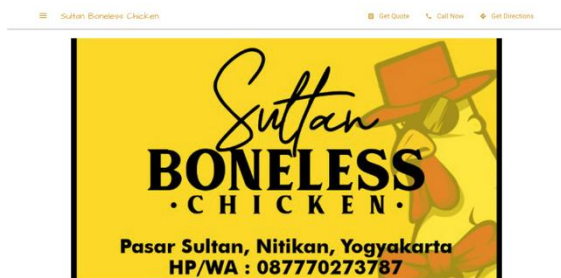 Sultan Boneless Chicken
Get Quote
Call Now
Get Directions
Sultan
BONELESS
·CHICKEN·
Pasar Sultan, Nitikan, Yogyakarta
HP/WA : 087770273787